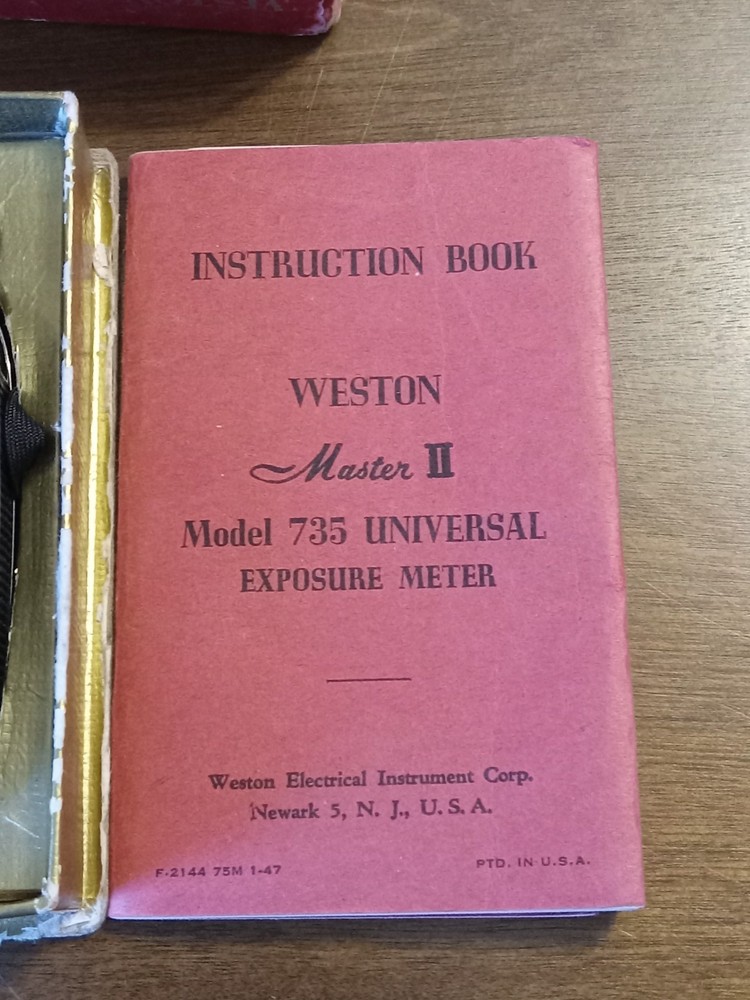 INSTRUCTION BOOK
WESTON
Master II
Model 735 UNIVERSAL
EXPOSURE METER
Weston Electrical Instrument Corp.
Newark 5, N. J., U. S. A.
F-2144 75M 1-47
PTD. IN U.S.A.